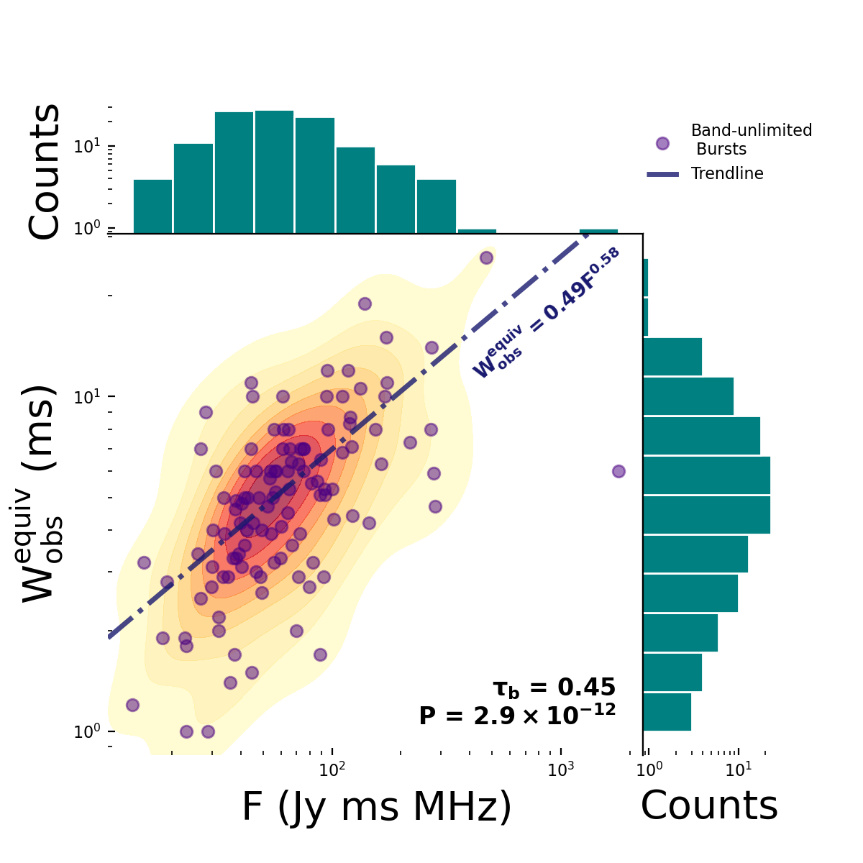 Counts
10¹
10⁰
Band-unlimited
Bursts
Trendline
W_obs^equiv = 0.49F^0.58
W_obs^equiv (ms)
10¹
10⁰
τ_b = 0.45
P = 2.9 × 10⁻¹²
10² 10³ 10⁰ 10¹
F (Jy ms MHz) Counts